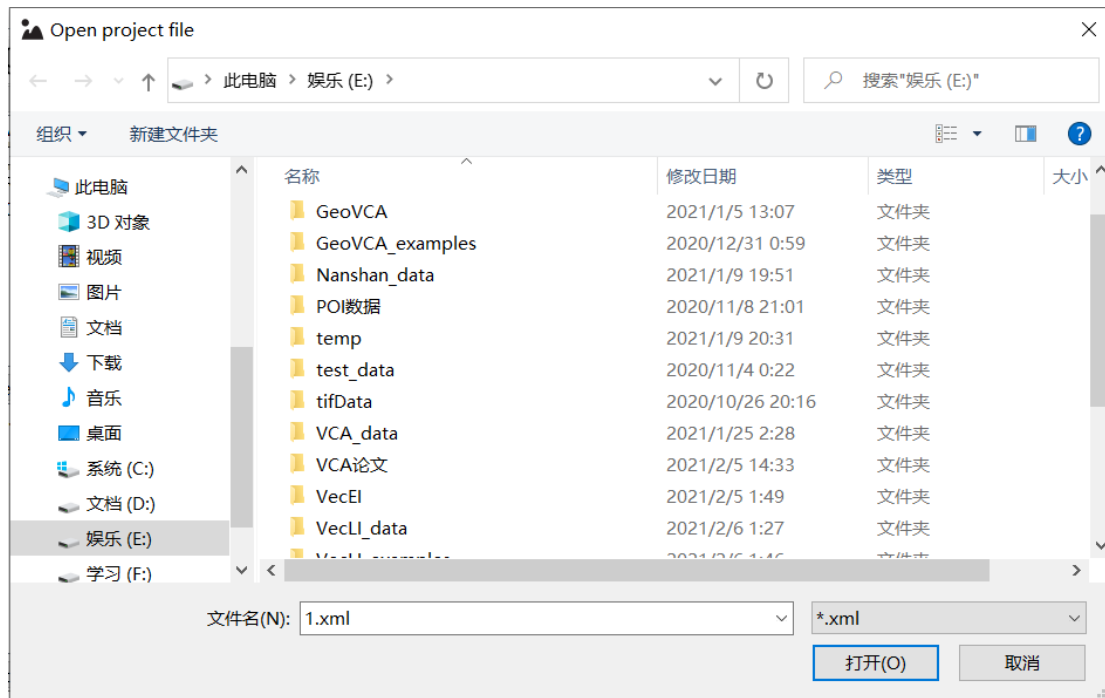 Open project file
此电脑 > 娱乐 (E:) >
搜索"娱乐 (E:)"
组织 新建文件夹
名称 修改日期 类型 大小
此电脑
3D 对象
视频
图片
文档
下载
音乐
桌面
系统 (C:)
文档 (D:)
娱乐 (E:)
学习 (F:)
GeoVCA 2021/1/5 13:07 文件夹
GeoVCA_examples 2020/12/31 0:59 文件夹
Nanshan_data 2021/1/9 19:51 文件夹
POI数据 2020/11/8 21:01 文件夹
temp 2021/1/9 20:31 文件夹
test_data 2020/11/4 0:22 文件夹
tifData 2020/10/26 20:16 文件夹
VCA_data 2021/1/25 2:28 文件夹
VCA论文 2021/2/5 14:33 文件夹
VecEI 2021/2/5 1:49 文件夹
VecLI_data 2021/2/6 1:27 文件夹
文件名(N): 1.xml *.xml
打开(O) 取消